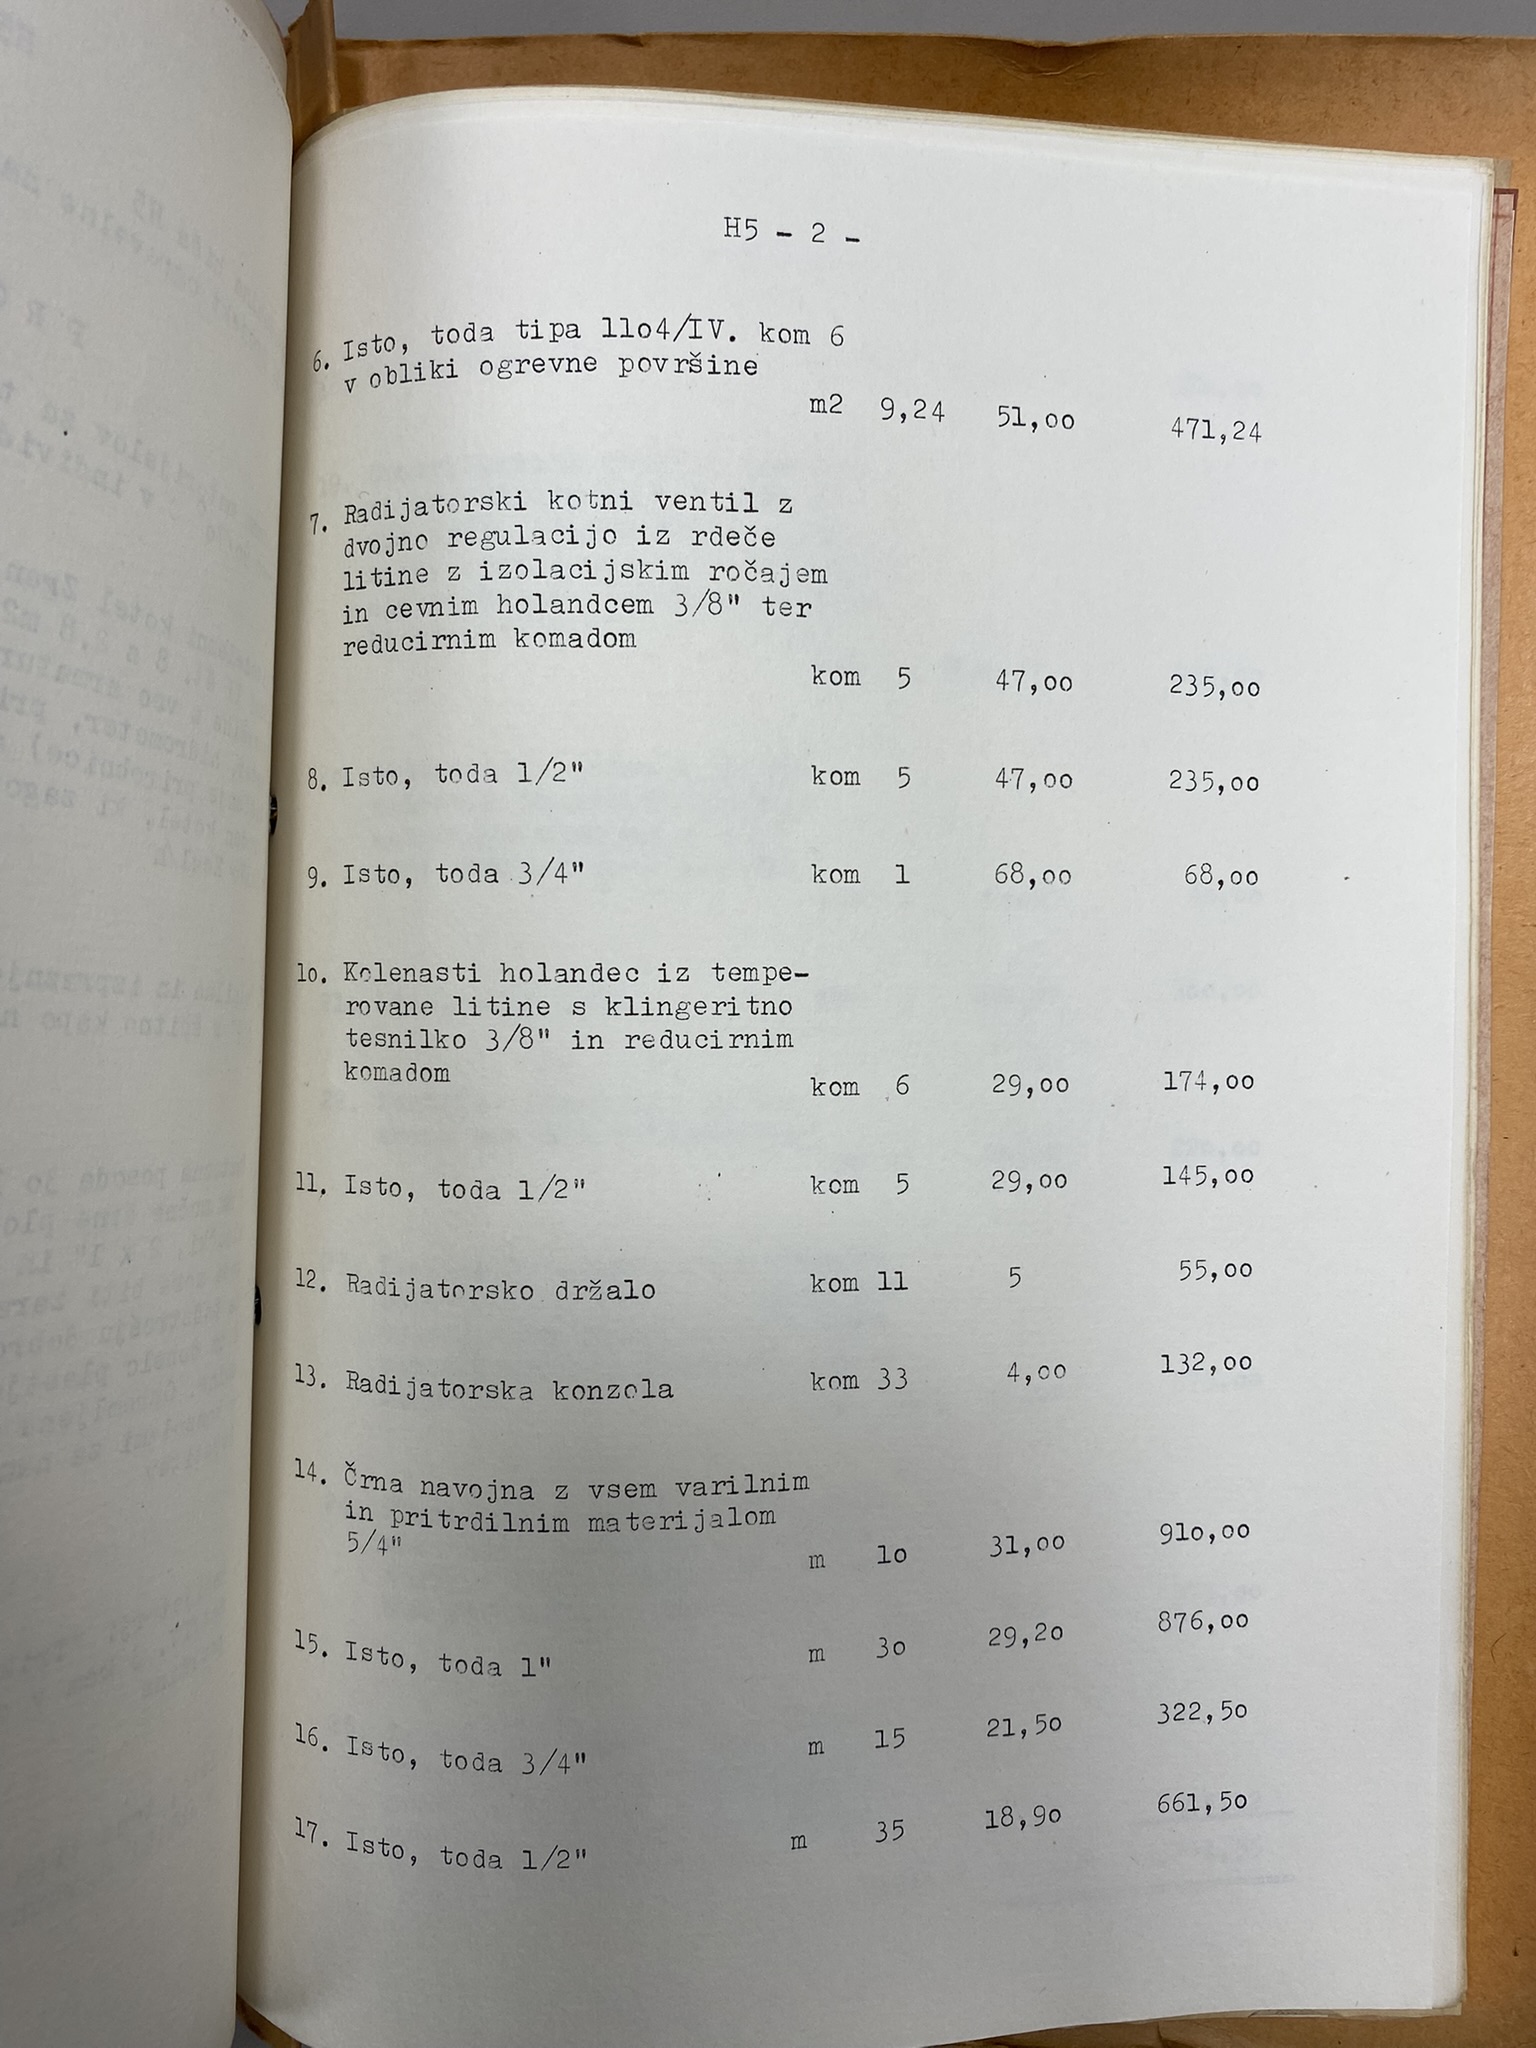 H5 - 2 -
6. Isto, toda tipa 11o4/IV. kom 6
v obliki ogrevne površine
m2 9,24 51,oo 471,24
7. Radijatorski kotni ventil z
dvojno regulacijo iz rdeče
litine z izolacijskim ročajem
in cevnim holandcem 3/8" ter
reducirnim komadom
kom 5 47,oo 235,oo
8. Isto, toda 1/2" kom 5 47,oo 235,oo
9. Isto, toda 3/4" kom 1 68,oo 68,oo
1o. Kolenasti holandec iz tempe-
rovane litine s klingeritno
tesnilko 3/8" in reducirnim
komadom
kom 6 29,oo 174,oo
11. Isto, toda 1/2" kom 5 29,oo 145,oo
12. Radijatorsko držalo kom 11 5 55,oo
13. Radijatorska konzola kom 33 4,oo 132,oo
14. Črna navojna z vsem varilnim
in pritrdilnim materijalom
5/4"
m 1o 31,oo 91o,oo
15. Isto, toda 1" m 3o 29,2o 876,oo
16. Isto, toda 3/4" m 15 21,5o 322,5o
17. Isto, toda 1/2" m 35 18,9o 661,5o